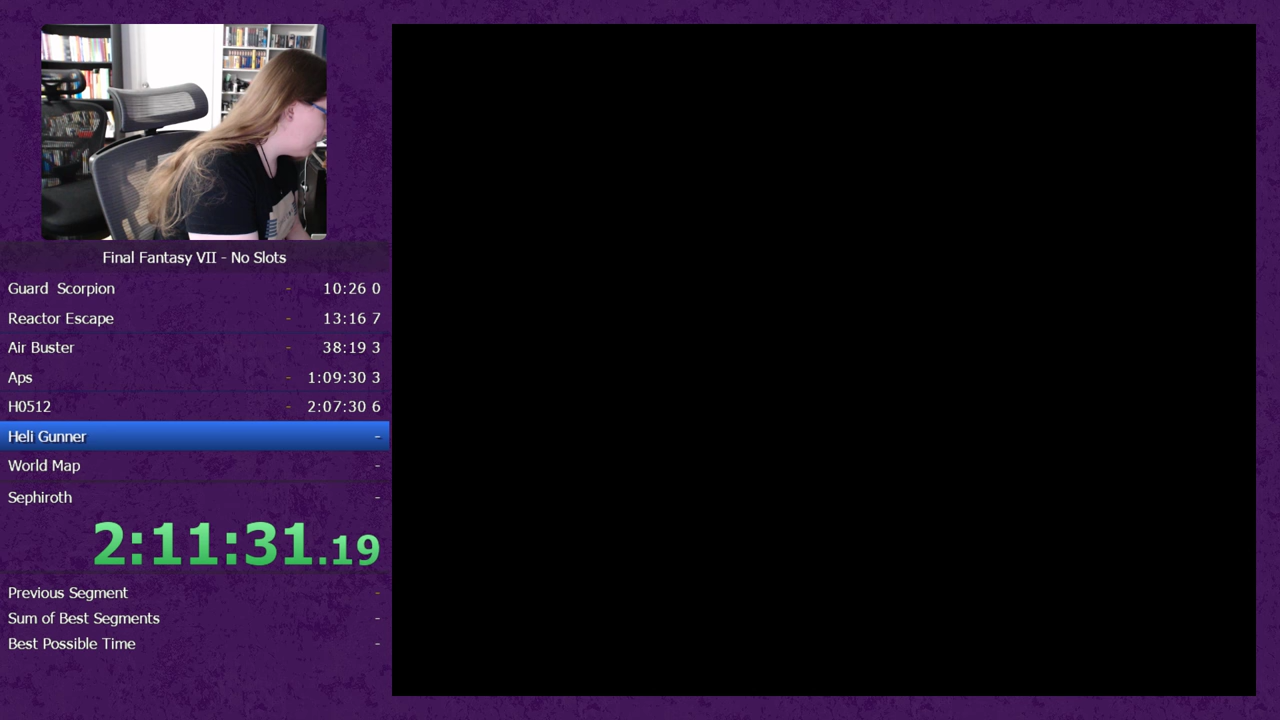 Final Fantasy VII - No Slots
Guard Scorpion - 10:26 0
Reactor Escape - 13:16 7
Air Buster - 38:19 3
Aps - 1:09:30 3
H0512 - 2:07:30 6
Heli Gunner -
World Map -
Sephiroth -
2:11:31.19
Previous Segment -
Sum of Best Segments -
Best Possible Time -